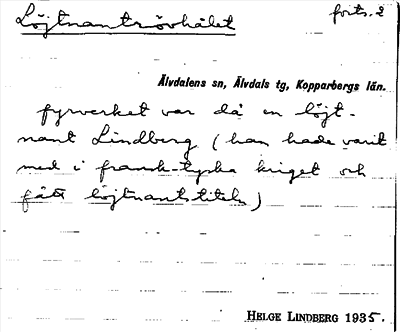 Löjtnantsrövhålet
forts. 2
Älvdalens sn, Älvdals tg, Kopparbergs län.
fyrverket var då en löjt-
nant Lindberg (han hade varit
med i fransk-tyska kriget och
fått löjtnantstiteln)
HELGE LINDBERG 1935.